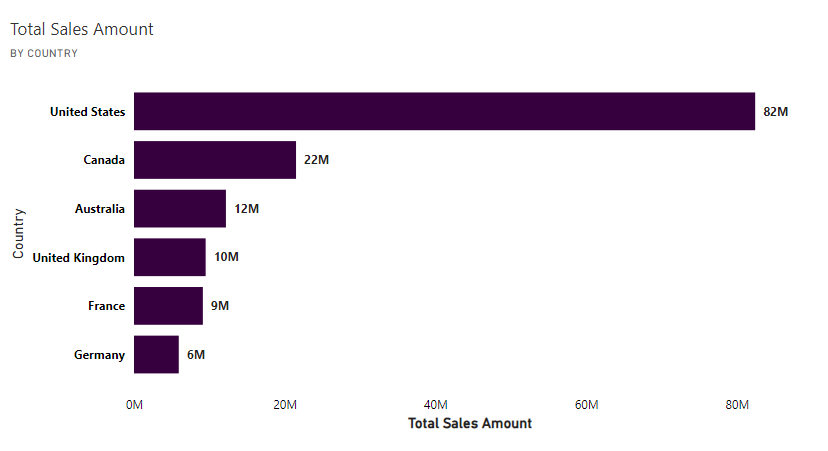 Total Sales Amount
BY COUNTRY
United States 82M
Canada 22M
Australia 12M
United Kingdom 10M
France 9M
Germany 6M
Country
0M 20M 40M 60M 80M
Total Sales Amount